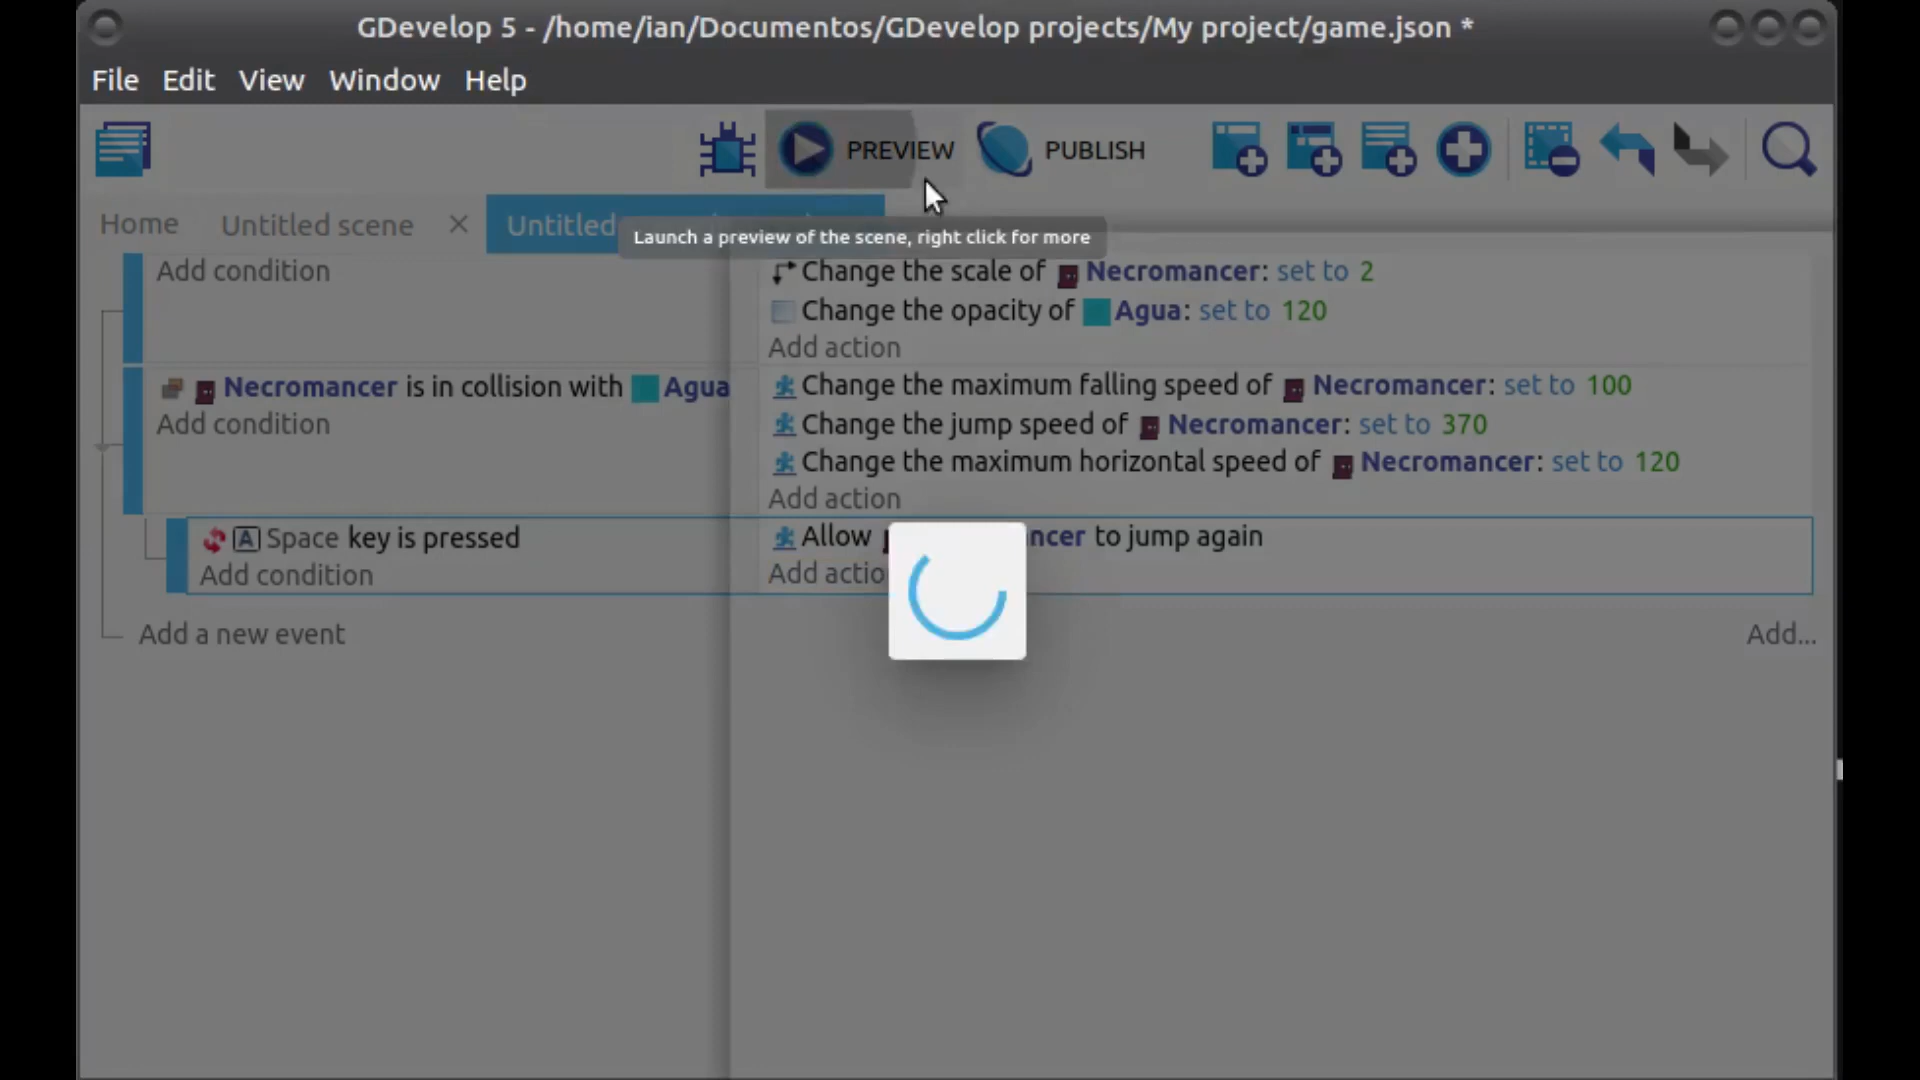 GDevelop 5 - /home/ian/Documentos/GDevelop projects/My project/game.json *
File Edit View Window Help
PREVIEW PUBLISH
Home Untitled scene Untitled
Launch a preview of the scene, right click for more
Add condition
Change the scale of Necromancer: set to 2
Change the opacity of Agua: set to 120
Add action
Necromancer is in collision with Agua
Add condition
Change the maximum falling speed of Necromancer: set to 100
Change the jump speed of Necromancer: set to 370
Change the maximum horizontal speed of Necromancer: set to 120
Add action
A Space key is pressed
Add condition
Allow ncer to jump again
Add actio
Add a new event
Add...